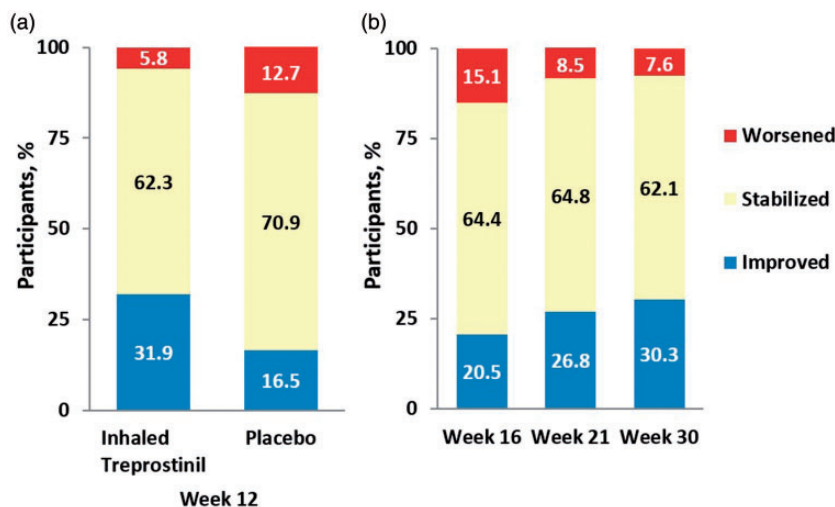 (a)
Participants, %
100
75
50
25
0
5.8
62.3
31.9
12.7
70.9
16.5
Inhaled
Treprostinil
Placebo
Week 12
(b)
Participants, %
100
75
50
25
0
15.1
64.4
20.5
8.5
64.8
26.8
7.6
62.1
30.3
Week 16
Week 21
Week 30
Worsened
Stabilized
Improved